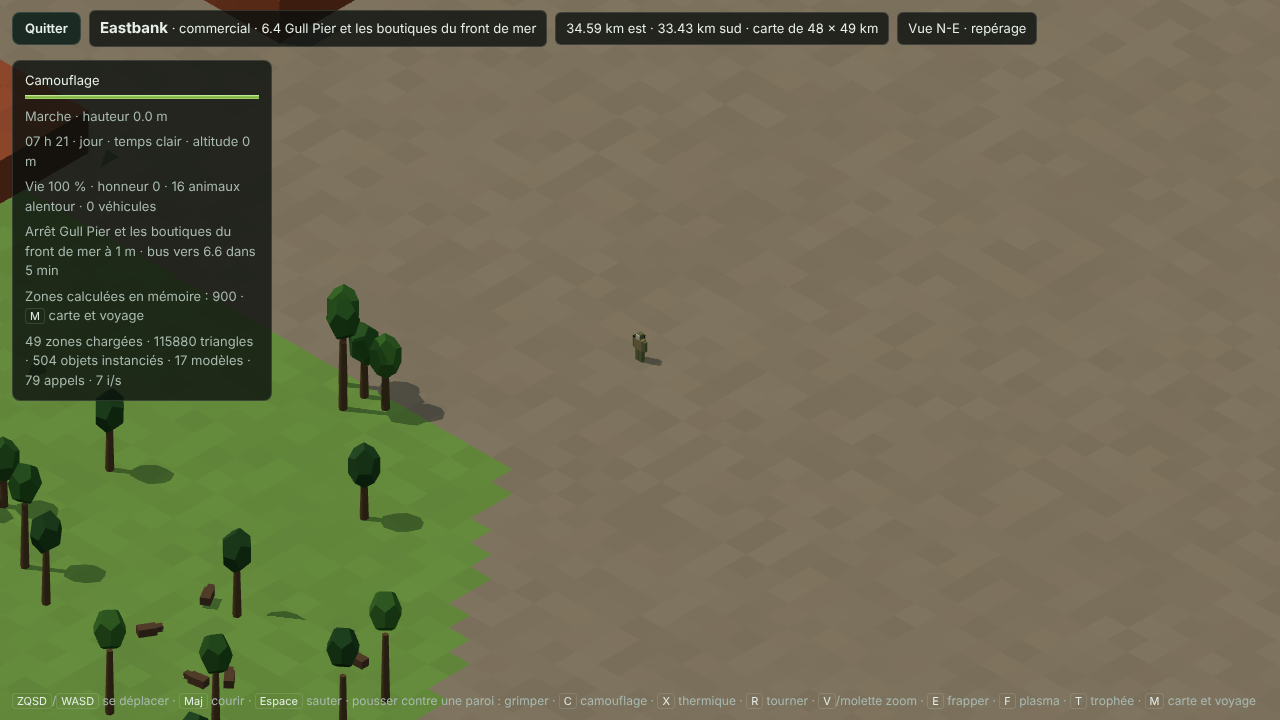 Quitter
Eastbank · commercial · 6.4 Gull Pier et les boutiques du front de mer
34.59 km est · 33.43 km sud · carte de 48 × 49 km
Vue N-E · repérage
Camouflage
Marche · hauteur 0.0 m
07 h 21 · jour · temps clair · altitude 0
m
Vie 100 % · honneur 0 · 16 animaux
alentour · 0 véhicules
Arrêt Gull Pier et les boutiques du
front de mer à 1 m · bus vers 6.6 dans
5 min
Zones calculées en mémoire : 900 ·
M carte et voyage
49 zones chargées · 115880 triangles
· 504 objets instanciés · 17 modèles ·
79 appels · 7 i/s
ZQSD / WASD se déplacer · Maj courir · Espace sauter · pousser contre une paroi : grimper · C camouflage · X thermique · R tourner · V /molette zoom · E frapper · F plasma · T trophée · M carte et voyage